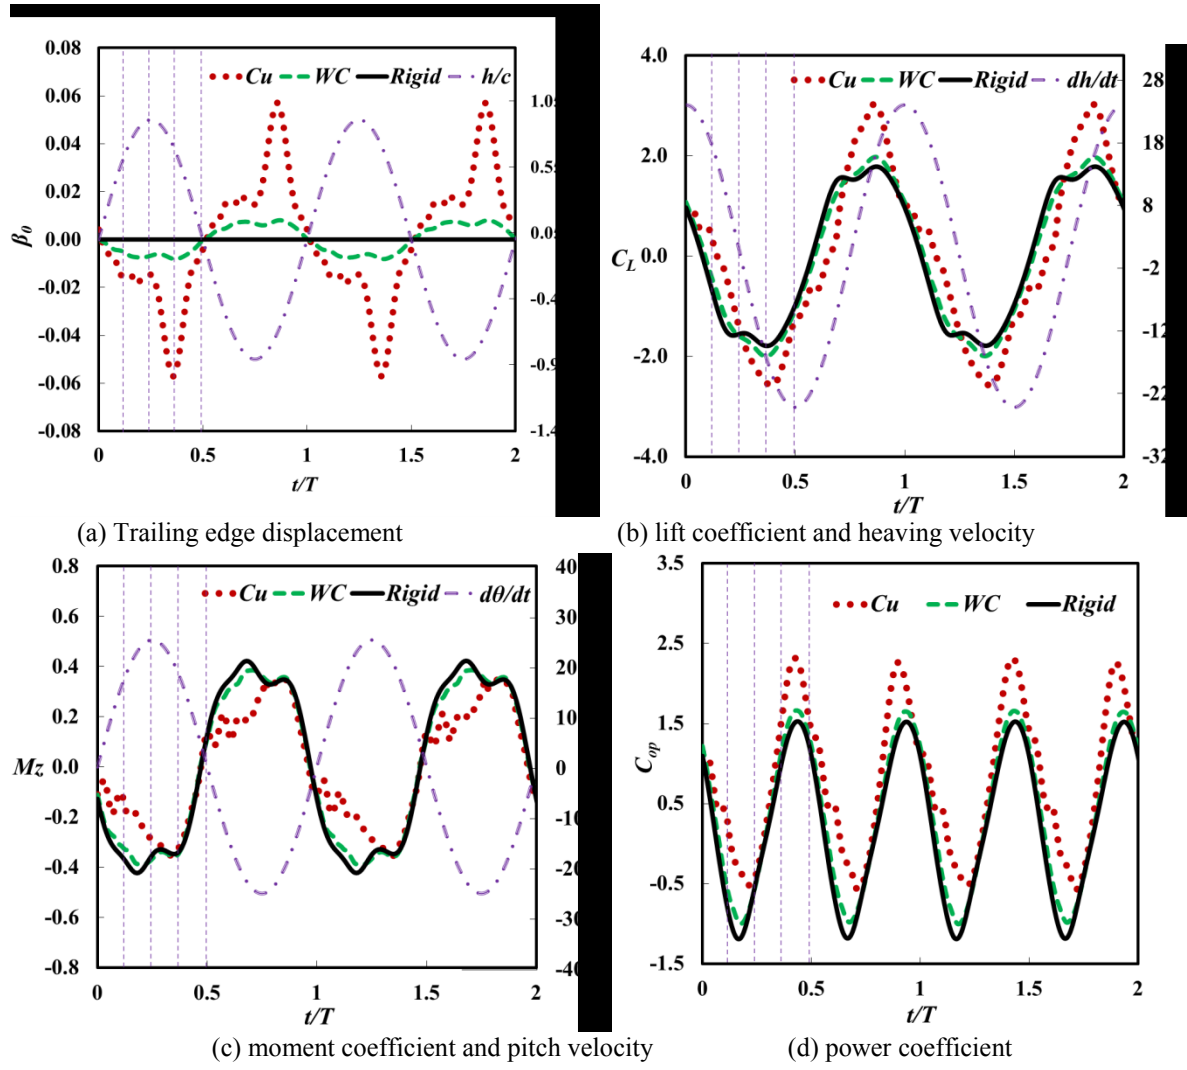 0.08
0.06
0.04
0.02
0.00
-0.02
-0.04
-0.06
-0.08
β0
Cu WC Rigid h/c
0 0.5 1 1.5 2
t/T
(a) Trailing edge displacement
4.0
2.0
0.0
-2.0
-4.0
CL
Cu WC Rigid dh/dt
28
18
8
-2
-12
-22
-32
0 0.5 1 1.5 2
t/T
(b) lift coefficient and heaving velocity
0.8
0.6
0.4
0.2
0.0
-0.2
-0.4
-0.6
-0.8
Mz
Cu WC Rigid dθ/dt
40
30
20
10
0
-10
-20
-30
-40
0 0.5 1 1.5 2
t/T
(c) moment coefficient and pitch velocity
3.5
2.5
1.5
0.5
-0.5
-1.5
Cop
Cu WC Rigid
0 0.5 1 1.5 2
t/T
(d) power coefficient